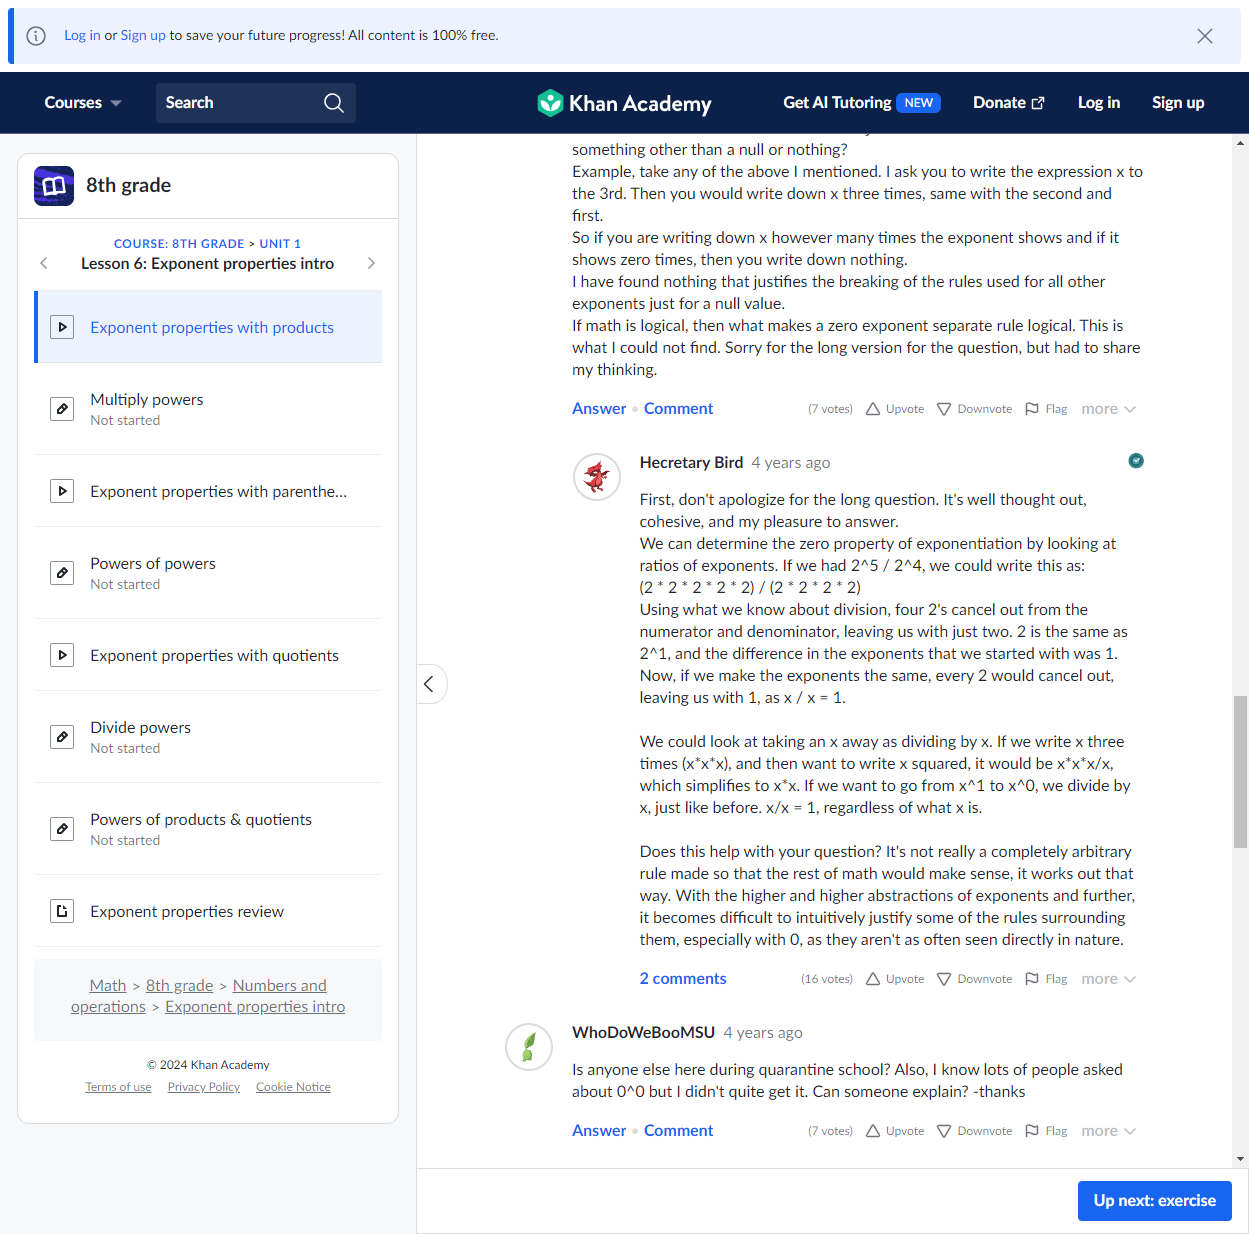 Log in or Sign up to save your future progress! All content is 100% free.
Courses
Search
Khan Academy
Get AI Tutoring NEW
Donate
Log in
Sign up
8th grade
COURSE: 8TH GRADE > UNIT 1
Lesson 6: Exponent properties intro
Exponent properties with products
Multiply powers
Not started
Exponent properties with parenthe...
Powers of powers
Not started
Exponent properties with quotients
Divide powers
Not started
Powers of products & quotients
Not started
Exponent properties review
Math > 8th grade > Numbers and
operations > Exponent properties intro
© 2024 Khan Academy
Terms of use Privacy Policy Cookie Notice
something other than a null or nothing?
Example, take any of the above I mentioned. I ask you to write the expression x to
the 3rd. Then you would write down x three times, same with the second and
first.
So if you are writing down x however many times the exponent shows and if it
shows zero times, then you write down nothing.
I have found nothing that justifies the breaking of the rules used for all other
exponents just for a null value.
If math is logical, then what makes a zero exponent separate rule logical. This is
what I could not find. Sorry for the long version for the question, but had to share
my thinking.
Answer • Comment (7 votes) Upvote Downvote Flag more
Hecretary Bird 4 years ago
First, don't apologize for the long question. It's well thought out,
cohesive, and my pleasure to answer.
We can determine the zero property of exponentiation by looking at
ratios of exponents. If we had 2^5 / 2^4, we could write this as:
(2 * 2 * 2 * 2 * 2) / (2 * 2 * 2 * 2)
Using what we know about division, four 2's cancel out from the
numerator and denominator, leaving us with just two. 2 is the same as
2^1, and the difference in the exponents that we started with was 1.
Now, if we make the exponents the same, every 2 would cancel out,
leaving us with 1, as x / x = 1.
We could look at taking an x away as dividing by x. If we write x three
times (x*x*x), and then want to write x squared, it would be x*x*x/x,
which simplifies to x*x. If we want to go from x^1 to x^0, we divide by
x, just like before. x/x = 1, regardless of what x is.
Does this help with your question? It's not really a completely arbitrary
rule made so that the rest of math would make sense, it works out that
way. With the higher and higher abstractions of exponents and further,
it becomes difficult to intuitively justify some of the rules surrounding
them, especially with 0, as they aren't as often seen directly in nature.
2 comments (16 votes) Upvote Downvote Flag more
WhoDoWeBooMSU 4 years ago
Is anyone else here during quarantine school? Also, I know lots of people asked
about 0^0 but I didn't quite get it. Can someone explain? -thanks
Answer • Comment (7 votes) Upvote Downvote Flag more
Up next: exercise